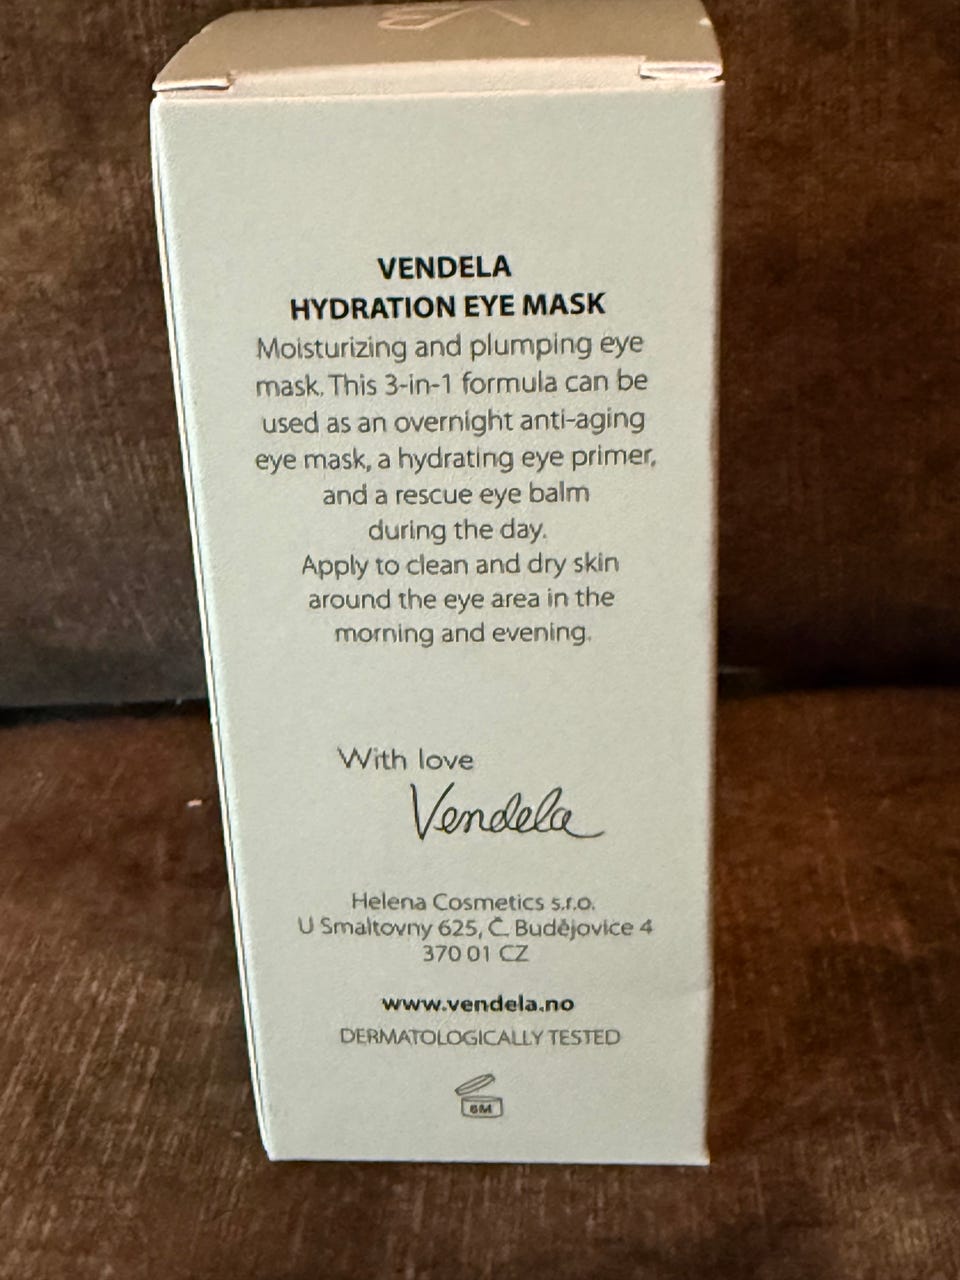 VENDELA
HYDRATION EYE MASK
Moisturizing and plumping eye
mask. This 3-in-1 formula can be
used as an overnight anti-aging
eye mask, a hydrating eye primer,
and a rescue eye balm
during the day.
Apply to clean and dry skin
around the eye area in the
morning and evening.
With love
Vendela
Helena Cosmetics s.r.o.
U Smaltovny 625, Č. Budějovice 4
370 01 CZ
www.vendela.no
DERMATOLOGICALLY TESTED
6M